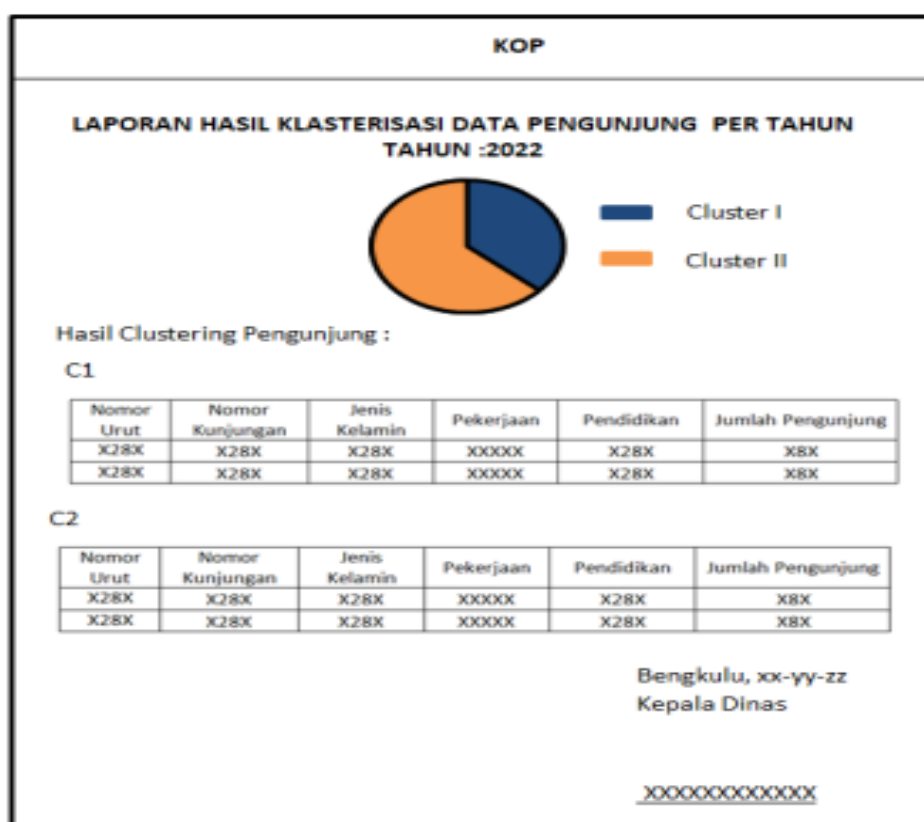 KOP
LAPORAN HASIL KLASTERISASI DATA PENGUNJUNG PER TAHUN
TAHUN :2022
Cluster I
Cluster II
Hasil Clustering Pengunjung :
C1
Nomor Urut Nomor Kunjungan Jenis Kelamin Pekerjaan Pendidikan Jumlah Pengunjung
X28X X28X X28X XXXXX X28X X8X
X28X X28X X28X XXXXX X28X X8X
C2
Nomor Urut Nomor Kunjungan Jenis Kelamin Pekerjaan Pendidikan Jumlah Pengunjung
X28X X28X X28X XXXXX X28X X8X
X28X X28X X28X XXXXX X28X X8X
Bengkulu, xx-yy-zz
Kepala Dinas
XXXXXXXXXXXX